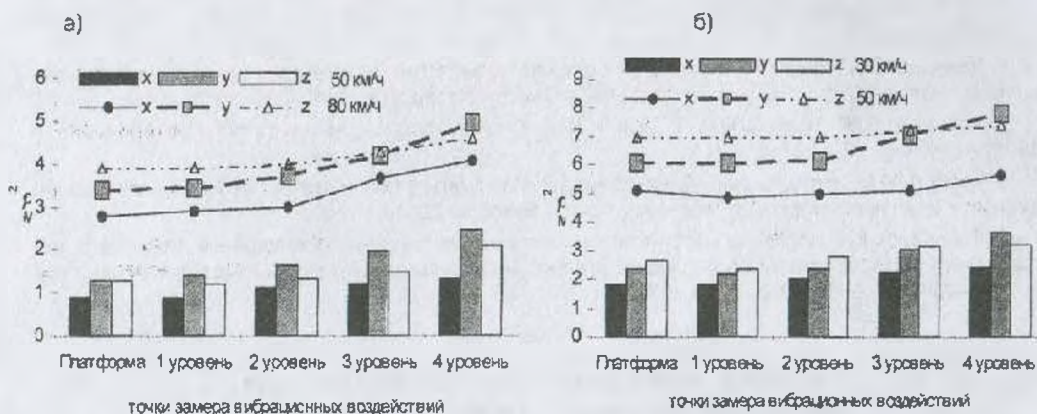 а)
6
5
4
3
2
1
0
x y z 50 км/ч
x y z 80 км/ч
Платформа 1 уровень 2 уровень 3 уровень 4 уровень
точки замера вибрационных воздействий
б)
9
8
7
6
5
4
3
2
1
0
x y z 30 км/ч
x y z 50 км/ч
Платформа 1 уровень 2 уровень 3 уровень 4 уровень
точки замера вибрационных воздействий